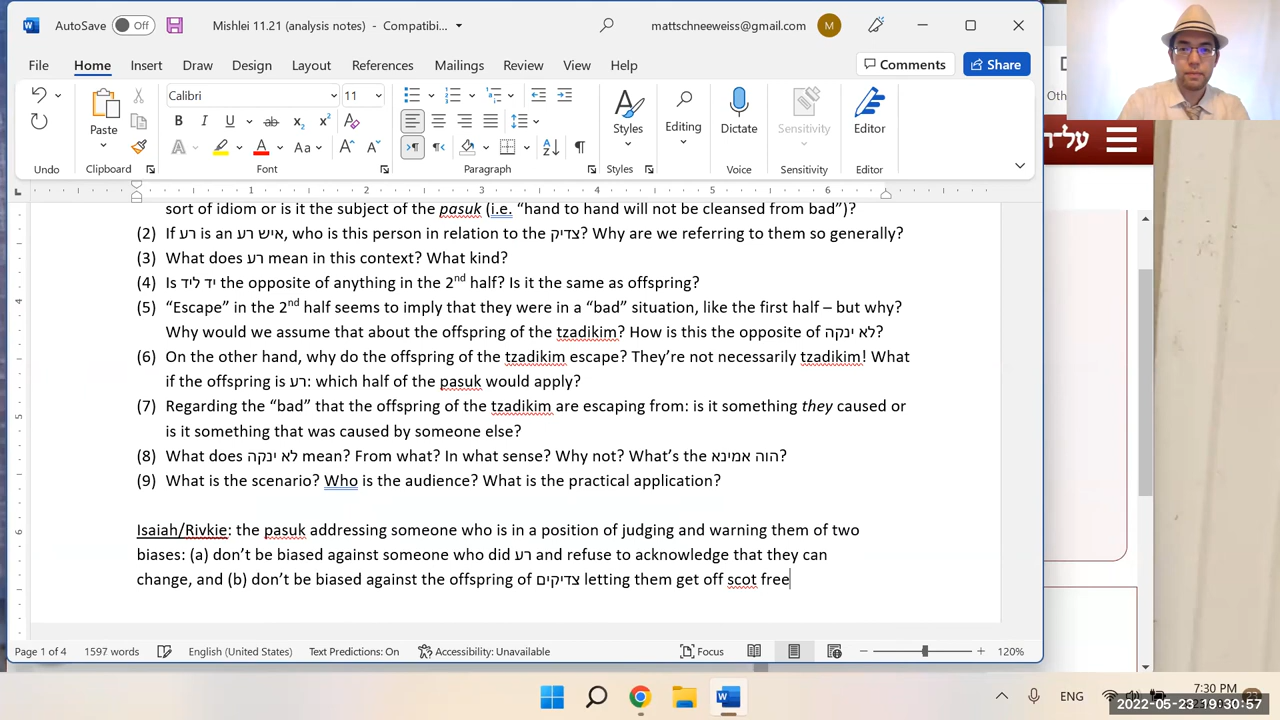 AutoSave Off Mishlei 11.21 (analysis notes) - Compatibi... mattschneeweiss@gmail.com M
File Home Insert Draw Design Layout References Mailings Review View Help Comments Share
Calibri 11
Paste Styles Editing Dictate Sensitivity Editor
Undo Clipboard Font Paragraph Styles Voice Sensitivity Editor
1 2 3 4 5 6
sort of idiom or is it the subject of the pasuk (i.e. “hand to hand will not be cleansed from bad”)?
(2) If רע is an איש רע, who is this person in relation to the צדיק? Why are we referring to them so generally?
(3) What does רע mean in this context? What kind?
(4) Is יד ליד the opposite of anything in the 2nd half? Is it the same as offspring?
(5) “Escape” in the 2nd half seems to imply that they were in a “bad” situation, like the first half – but why?
Why would we assume that about the offspring of the tzadikim? How is this the opposite of לא ינקה?
(6) On the other hand, why do the offspring of the tzadikim escape? They’re not necessarily tzadikim! What
if the offspring is רע: which half of the pasuk would apply?
(7) Regarding the “bad” that the offspring of the tzadikim are escaping from: is it something they caused or
is it something that was caused by someone else?
(8) What does לא ינקה mean? From what? In what sense? Why not? What’s the הוה אמינא?
(9) What is the scenario? Who is the audience? What is the practical application?
Isaiah/Rivkie: the pasuk addressing someone who is in a position of judging and warning them of two
biases: (a) don’t be biased against someone who did רע and refuse to acknowledge that they can
change, and (b) don’t be biased against the offspring of צדיקים letting them get off scot free
Page 1 of 4 1597 words English (United States) Text Predictions: On Accessibility: Unavailable Focus 120%
Oth
על־ה
ENG 7:30 PM
2022-05-23 19:30:57